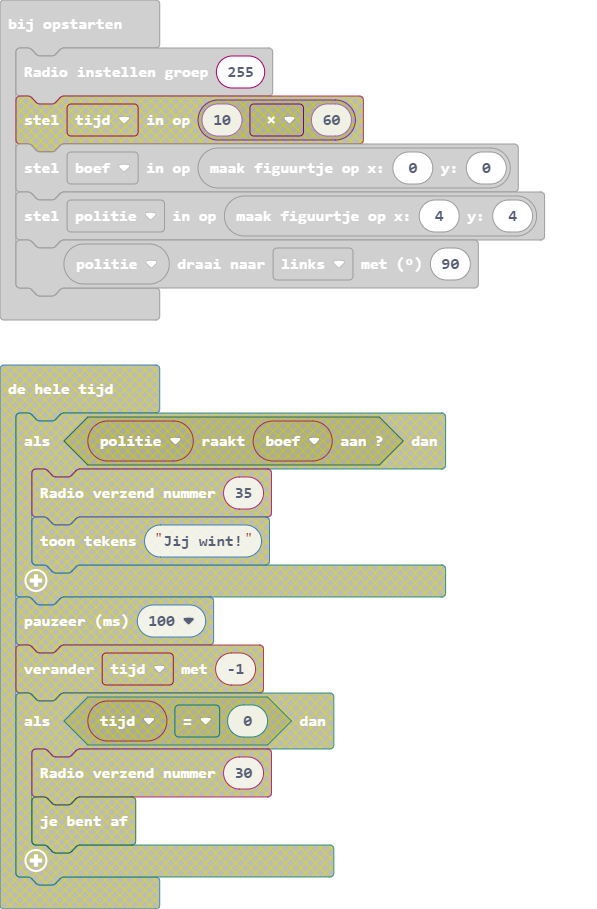 bij opstarten
Radio instellen groep 255
stel tijd in op 10 × 60
stel boef in op maak figuurtje op x: 0 y: 0
stel politie in op maak figuurtje op x: 4 y: 4
politie draai naar links met (º) 90
de hele tijd
als politie raakt boef aan ? dan
Radio verzend nummer 35
toon tekens "Jij wint!"
pauzeer (ms) 100
verander tijd met -1
als tijd = 0 dan
Radio verzend nummer 30
je bent af